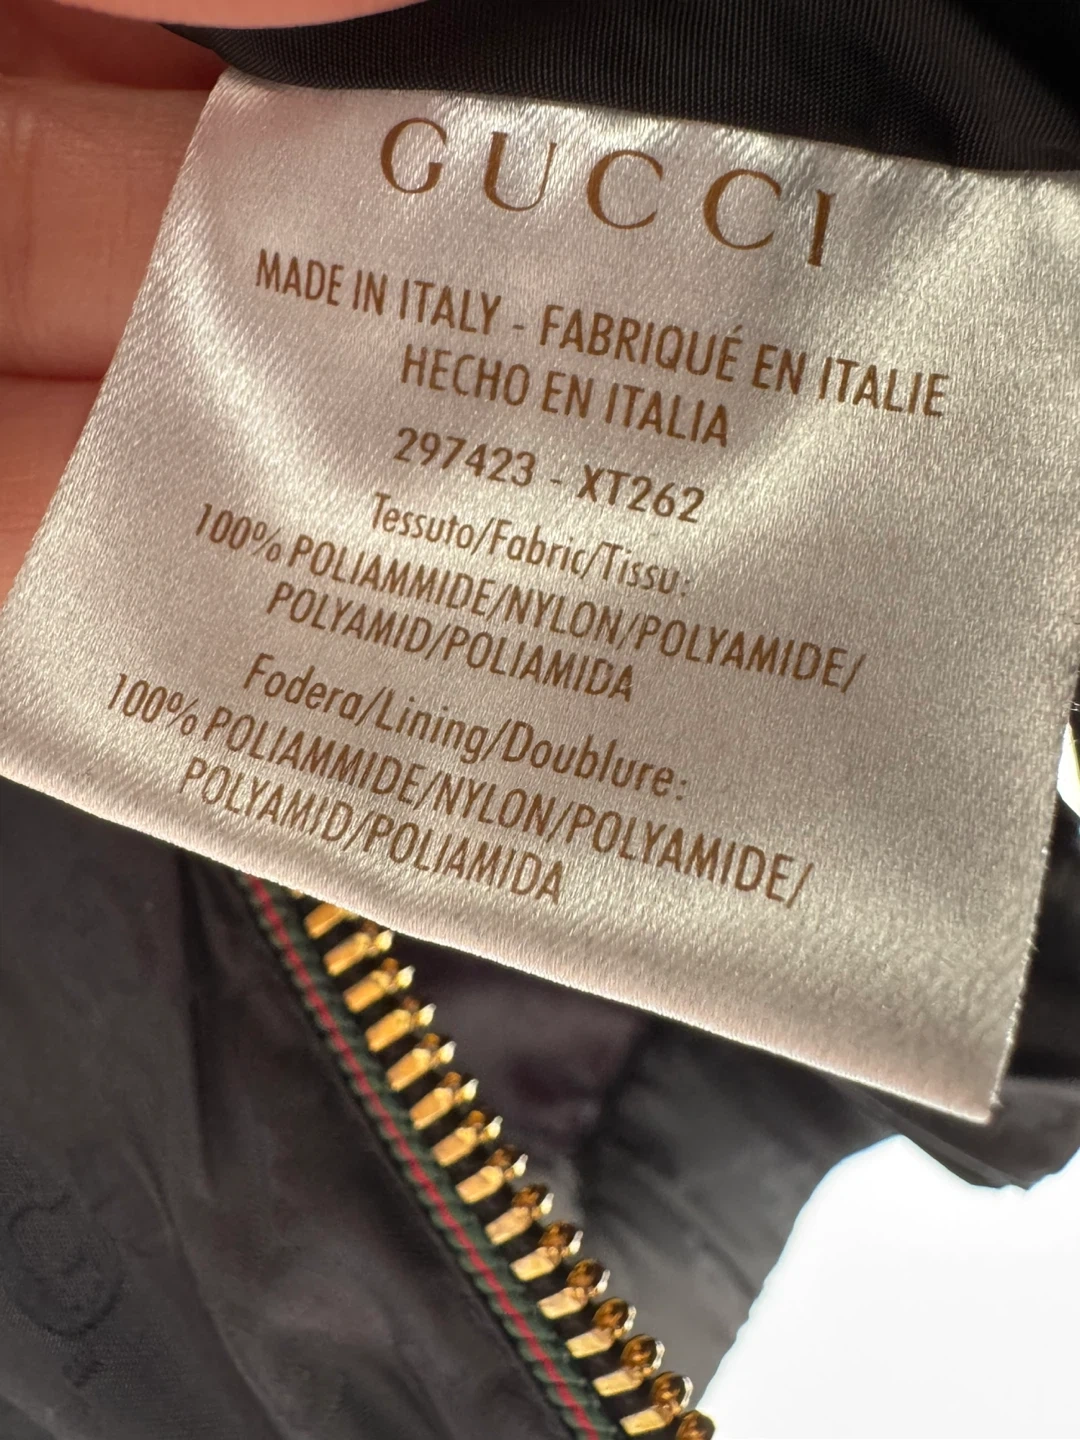 GUCCI
MADE IN ITALY - FABRIQUÉ EN ITALIE
HECHO EN ITALIA
297423 - XT262
Tessuto/Fabric/Tissu:
100% POLIAMMIDE/NYLON/POLYAMIDE/
POLYAMID/POLIAMIDA
Fodera/Lining/Doublure:
100% POLIAMMIDE/NYLON/POLYAMIDE/
POLYAMID/POLIAMIDA